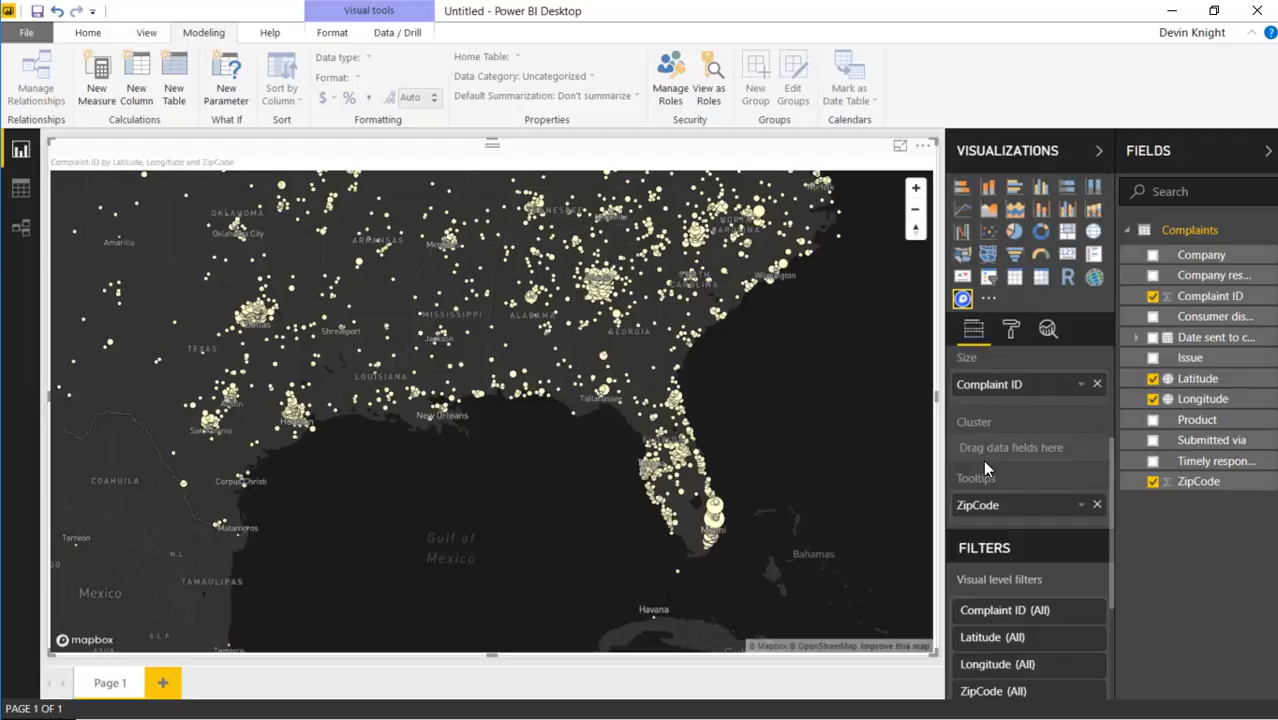 Visual tools
Untitled - Power BI Desktop
File
Home
View
Modeling
Help
Format
Data / Drill
Devin Knight
Manage
Relationships
Relationships
New
Measure
New
Column
New
Table
Calculations
New
Parameter
What If
Sort by
Column
Sort
Data type:
Format:
$ % , .00 Auto
Formatting
Home Table:
Data Category: Uncategorized
Default Summarization: Don't summarize
Properties
Manage
Roles
View as
Roles
Security
New
Group
Edit
Groups
Groups
Mark as
Date Table
Calendars
Complaint ID by Latitude, Longitude and ZipCode
Norfolk
OKLAHOMA
Oklahoma City
Amarillo
ARKANSAS
NORTH
CAROLINA
Wilmington
MISSISSIPPI
ALABAMA
GEORGIA
Dallas
Shreveport
Jackson
TEXAS
LOUISIANA
Tallahassee
Austin
Houston
New Orleans
San Antonio
COAHUILA
Corpus Christi
Matamoros
Torreon
N.L.
TAMAULIPAS
Mexico
S.L.P.
Tampico
Gulf of
Mexico
Miami
Bahamas
Havana
mapbox
© Mapbox © OpenStreetMap Improve this map
VISUALIZATIONS
R
Size
Complaint ID
Cluster
Drag data fields here
Tooltips
ZipCode
FILTERS
Visual level filters
Complaint ID (All)
Latitude (All)
Longitude (All)
ZipCode (All)
FIELDS
Search
Complaints
Company
Company res...
Complaint ID
Consumer dis...
Date sent to c...
Issue
Latitude
Longitude
Product
Submitted via
Timely respon...
ZipCode
Page 1
PAGE 1 OF 1